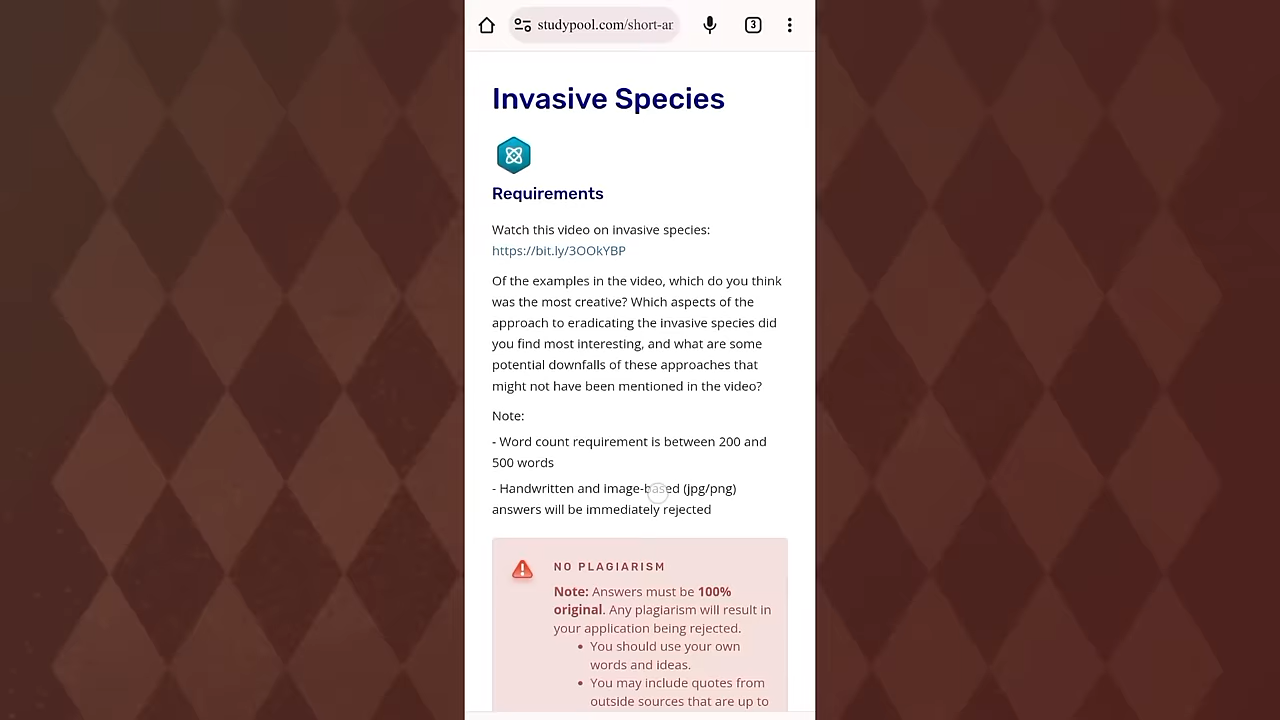 studypool.com/short-ar
3
Invasive Species
Requirements
Watch this video on invasive species:
https://bit.ly/3OOkYBP
Of the examples in the video, which do you think
was the most creative? Which aspects of the
approach to eradicating the invasive species did
you find most interesting, and what are some
potential downfalls of these approaches that
might not have been mentioned in the video?
Note:
- Word count requirement is between 200 and
500 words
- Handwritten and image-based (jpg/png)
answers will be immediately rejected
NO PLAGIARISM
Note: Answers must be 100%
original. Any plagiarism will result in
your application being rejected.
• You should use your own
words and ideas.
• You may include quotes from
outside sources that are up to